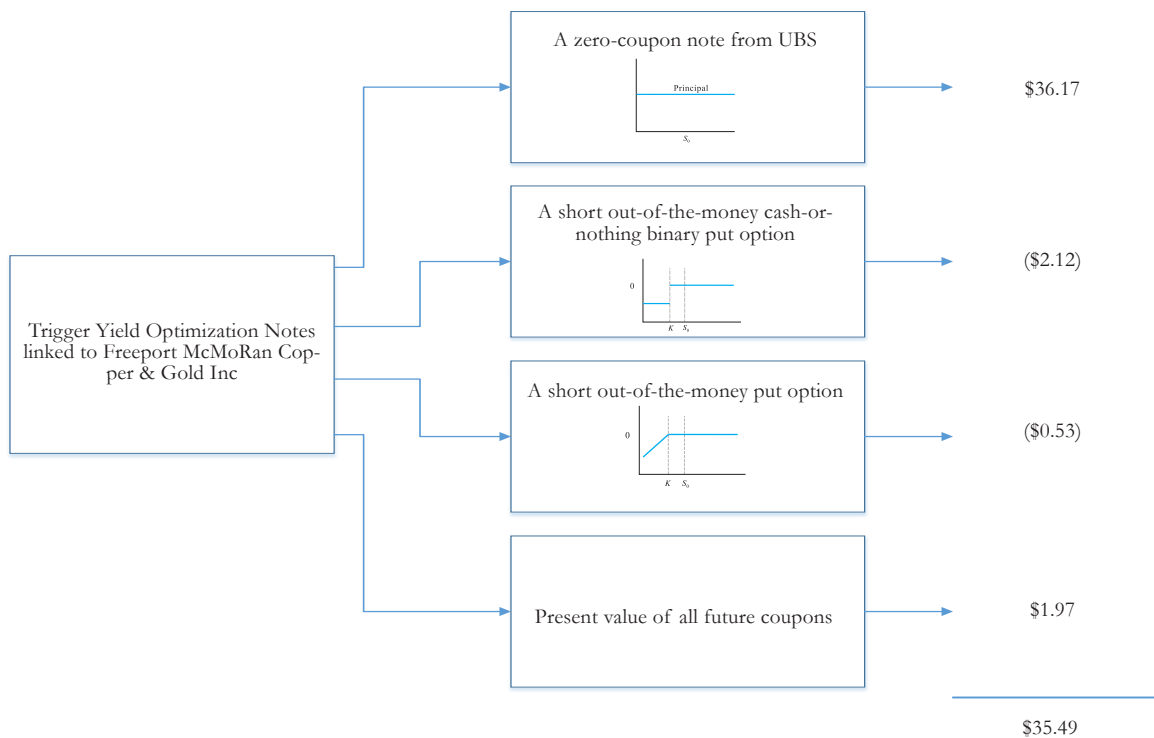 Trigger Yield Optimization Notes
linked to Freeport McMoRan Cop-
per & Gold Inc
A zero-coupon note from UBS
Principal
S₀
$36.17
A short out-of-the-money cash-or-
nothing binary put option
0
K S₀
($2.12)
A short out-of-the-money put option
0
K S₀
($0.53)
Present value of all future coupons
$1.97
$35.49